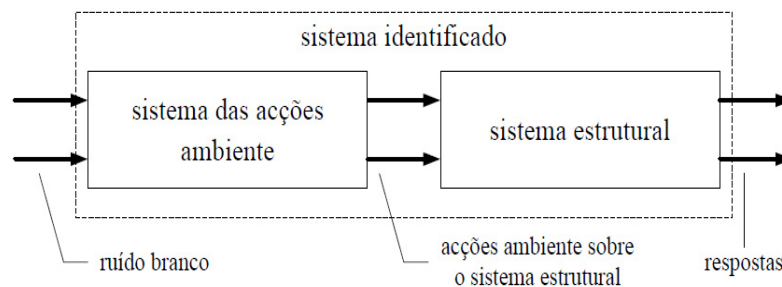 sistema identificado
sistema das acções
ambiente
sistema estrutural
ruído branco
acções ambiente sobre
o sistema estrutural
respostas